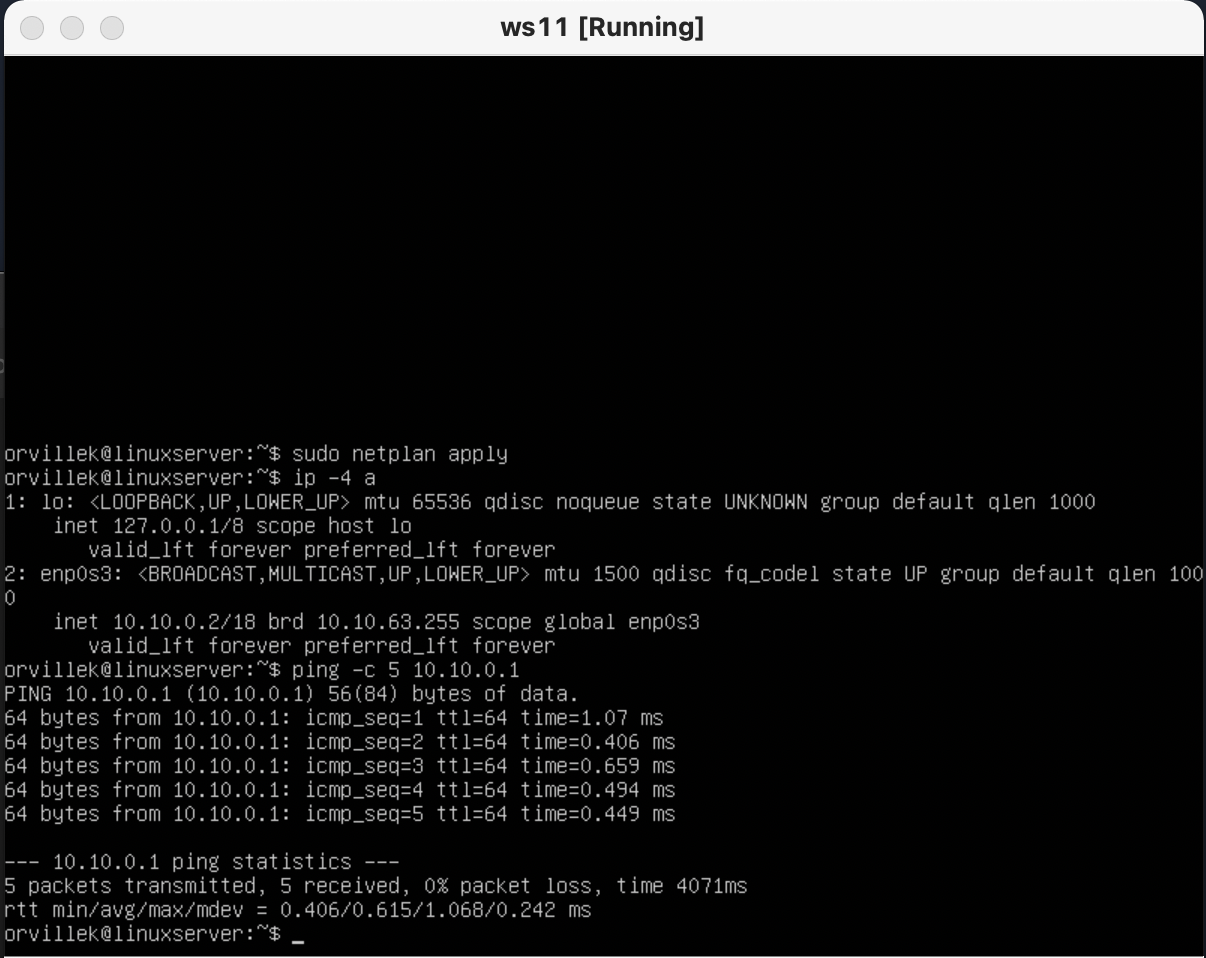 ws11 [Running]
orvillek@linuxserver:~$ sudo netplan apply
orvillek@linuxserver:~$ ip -4 a
1: lo: <LOOPBACK,UP,LOWER_UP> mtu 65536 qdisc noqueue state UNKNOWN group default qlen 1000
    inet 127.0.0.1/8 scope host lo
       valid_lft forever preferred_lft forever
2: enp0s3: <BROADCAST,MULTICAST,UP,LOWER_UP> mtu 1500 qdisc fq_codel state UP group default qlen 100
0
    inet 10.10.0.2/18 brd 10.10.63.255 scope global enp0s3
       valid_lft forever preferred_lft forever
orvillek@linuxserver:~$ ping -c 5 10.10.0.1
PING 10.10.0.1 (10.10.0.1) 56(84) bytes of data.
64 bytes from 10.10.0.1: icmp_seq=1 ttl=64 time=1.07 ms
64 bytes from 10.10.0.1: icmp_seq=2 ttl=64 time=0.406 ms
64 bytes from 10.10.0.1: icmp_seq=3 ttl=64 time=0.659 ms
64 bytes from 10.10.0.1: icmp_seq=4 ttl=64 time=0.494 ms
64 bytes from 10.10.0.1: icmp_seq=5 ttl=64 time=0.449 ms
--- 10.10.0.1 ping statistics ---
5 packets transmitted, 5 received, 0% packet loss, time 4071ms
rtt min/avg/max/mdev = 0.406/0.615/1.068/0.242 ms
orvillek@linuxserver:~$ _